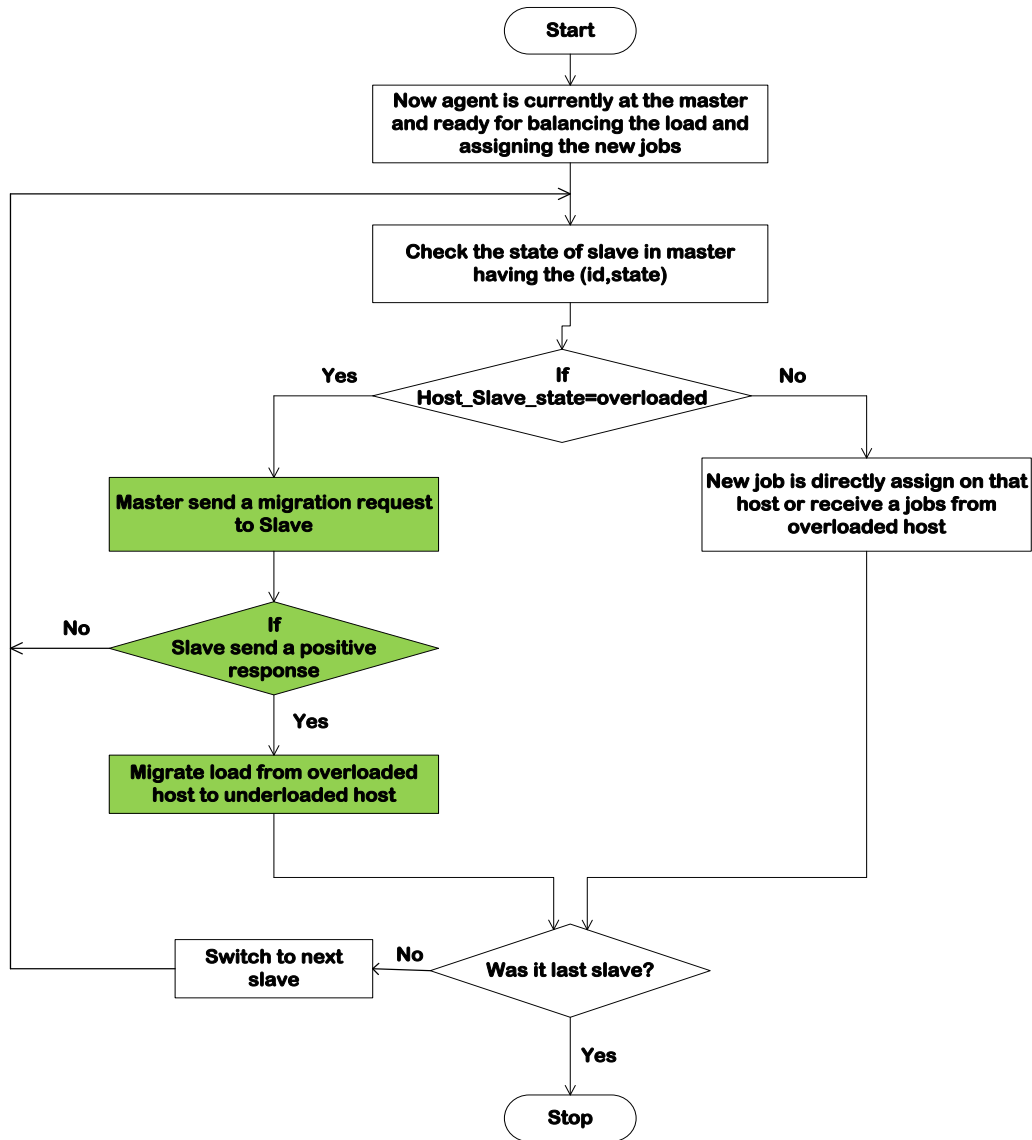 Start
Now agent is currently at the master
and ready for balancing the load and
assigning the new jobs
Check the state of slave in master
having the (id,state)
Yes
If
Host_Slave_state=overloaded
No
Master send a migration request
to Slave
New job is directly assign on that
host or receive a jobs from
overloaded host
No
If
Slave send a positive
response
Yes
Migrate load from overloaded
host to underloaded host
Switch to next
slave
No
Was it last slave?
Yes
Stop